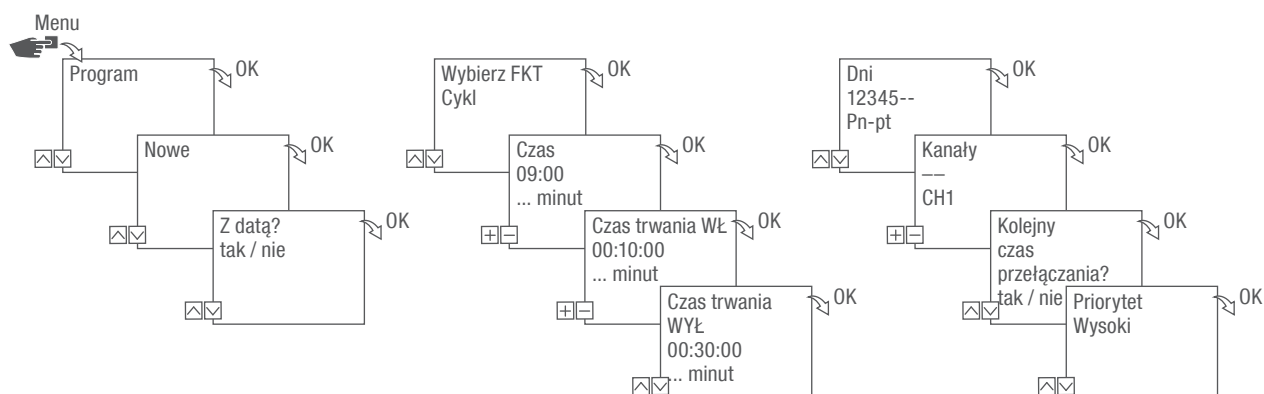 Menu
Program
OK
Nowe
OK
Z datą?
tak / nie
OK
Wybierz FKT
Cykl
OK
Czas
09:00
... minut
OK
Czas trwania WŁ
00:10:00
... minut
OK
Czas trwania
WYŁ
00:30:00
... minut
OK
Dni
12345--
Pn-pt
OK
Kanały
––
CH1
OK
Kolejny
czas
przełączania?
tak / nie
OK
Priorytet
Wysoki
OK